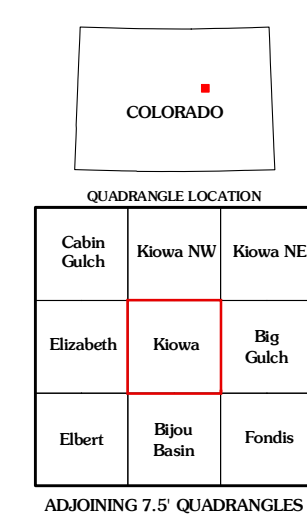 COLORADO
QUADRANGLE LOCATION
Cabin
Gulch
Kiowa NW
Kiowa NE
Elizabeth
Kiowa
Big
Gulch
Elbert
Bijou
Basin
Fondis
ADJOINING 7.5' QUADRANGLES